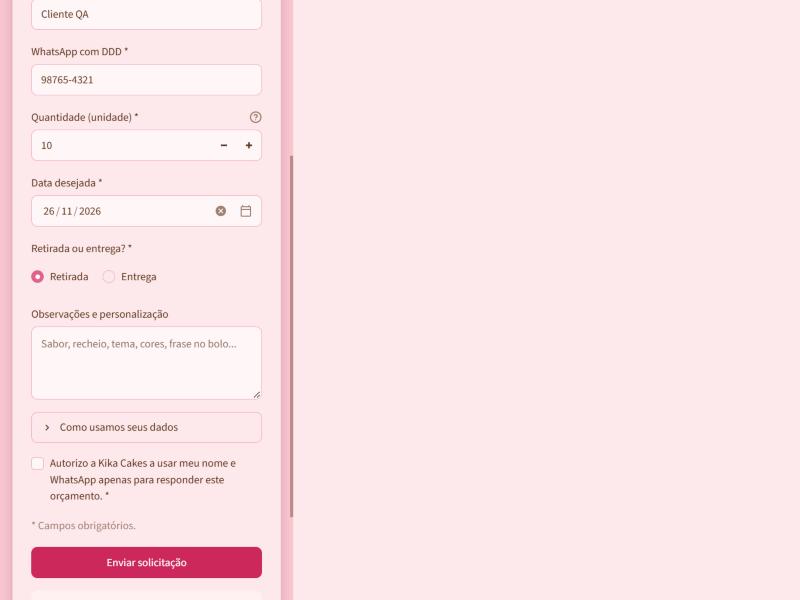 Cliente QA
WhatsApp com DDD *
98765-4321
Quantidade (unidade) *
10
Data desejada *
26/11/2026
Retirada ou entrega? *
Retirada
Entrega
Observações e personalização
Sabor, recheio, tema, cores, frase no bolo...
Como usamos seus dados
Autorizo a Kika Cakes a usar meu nome e
WhatsApp apenas para responder este
orçamento. *
* Campos obrigatórios.
Enviar solicitação